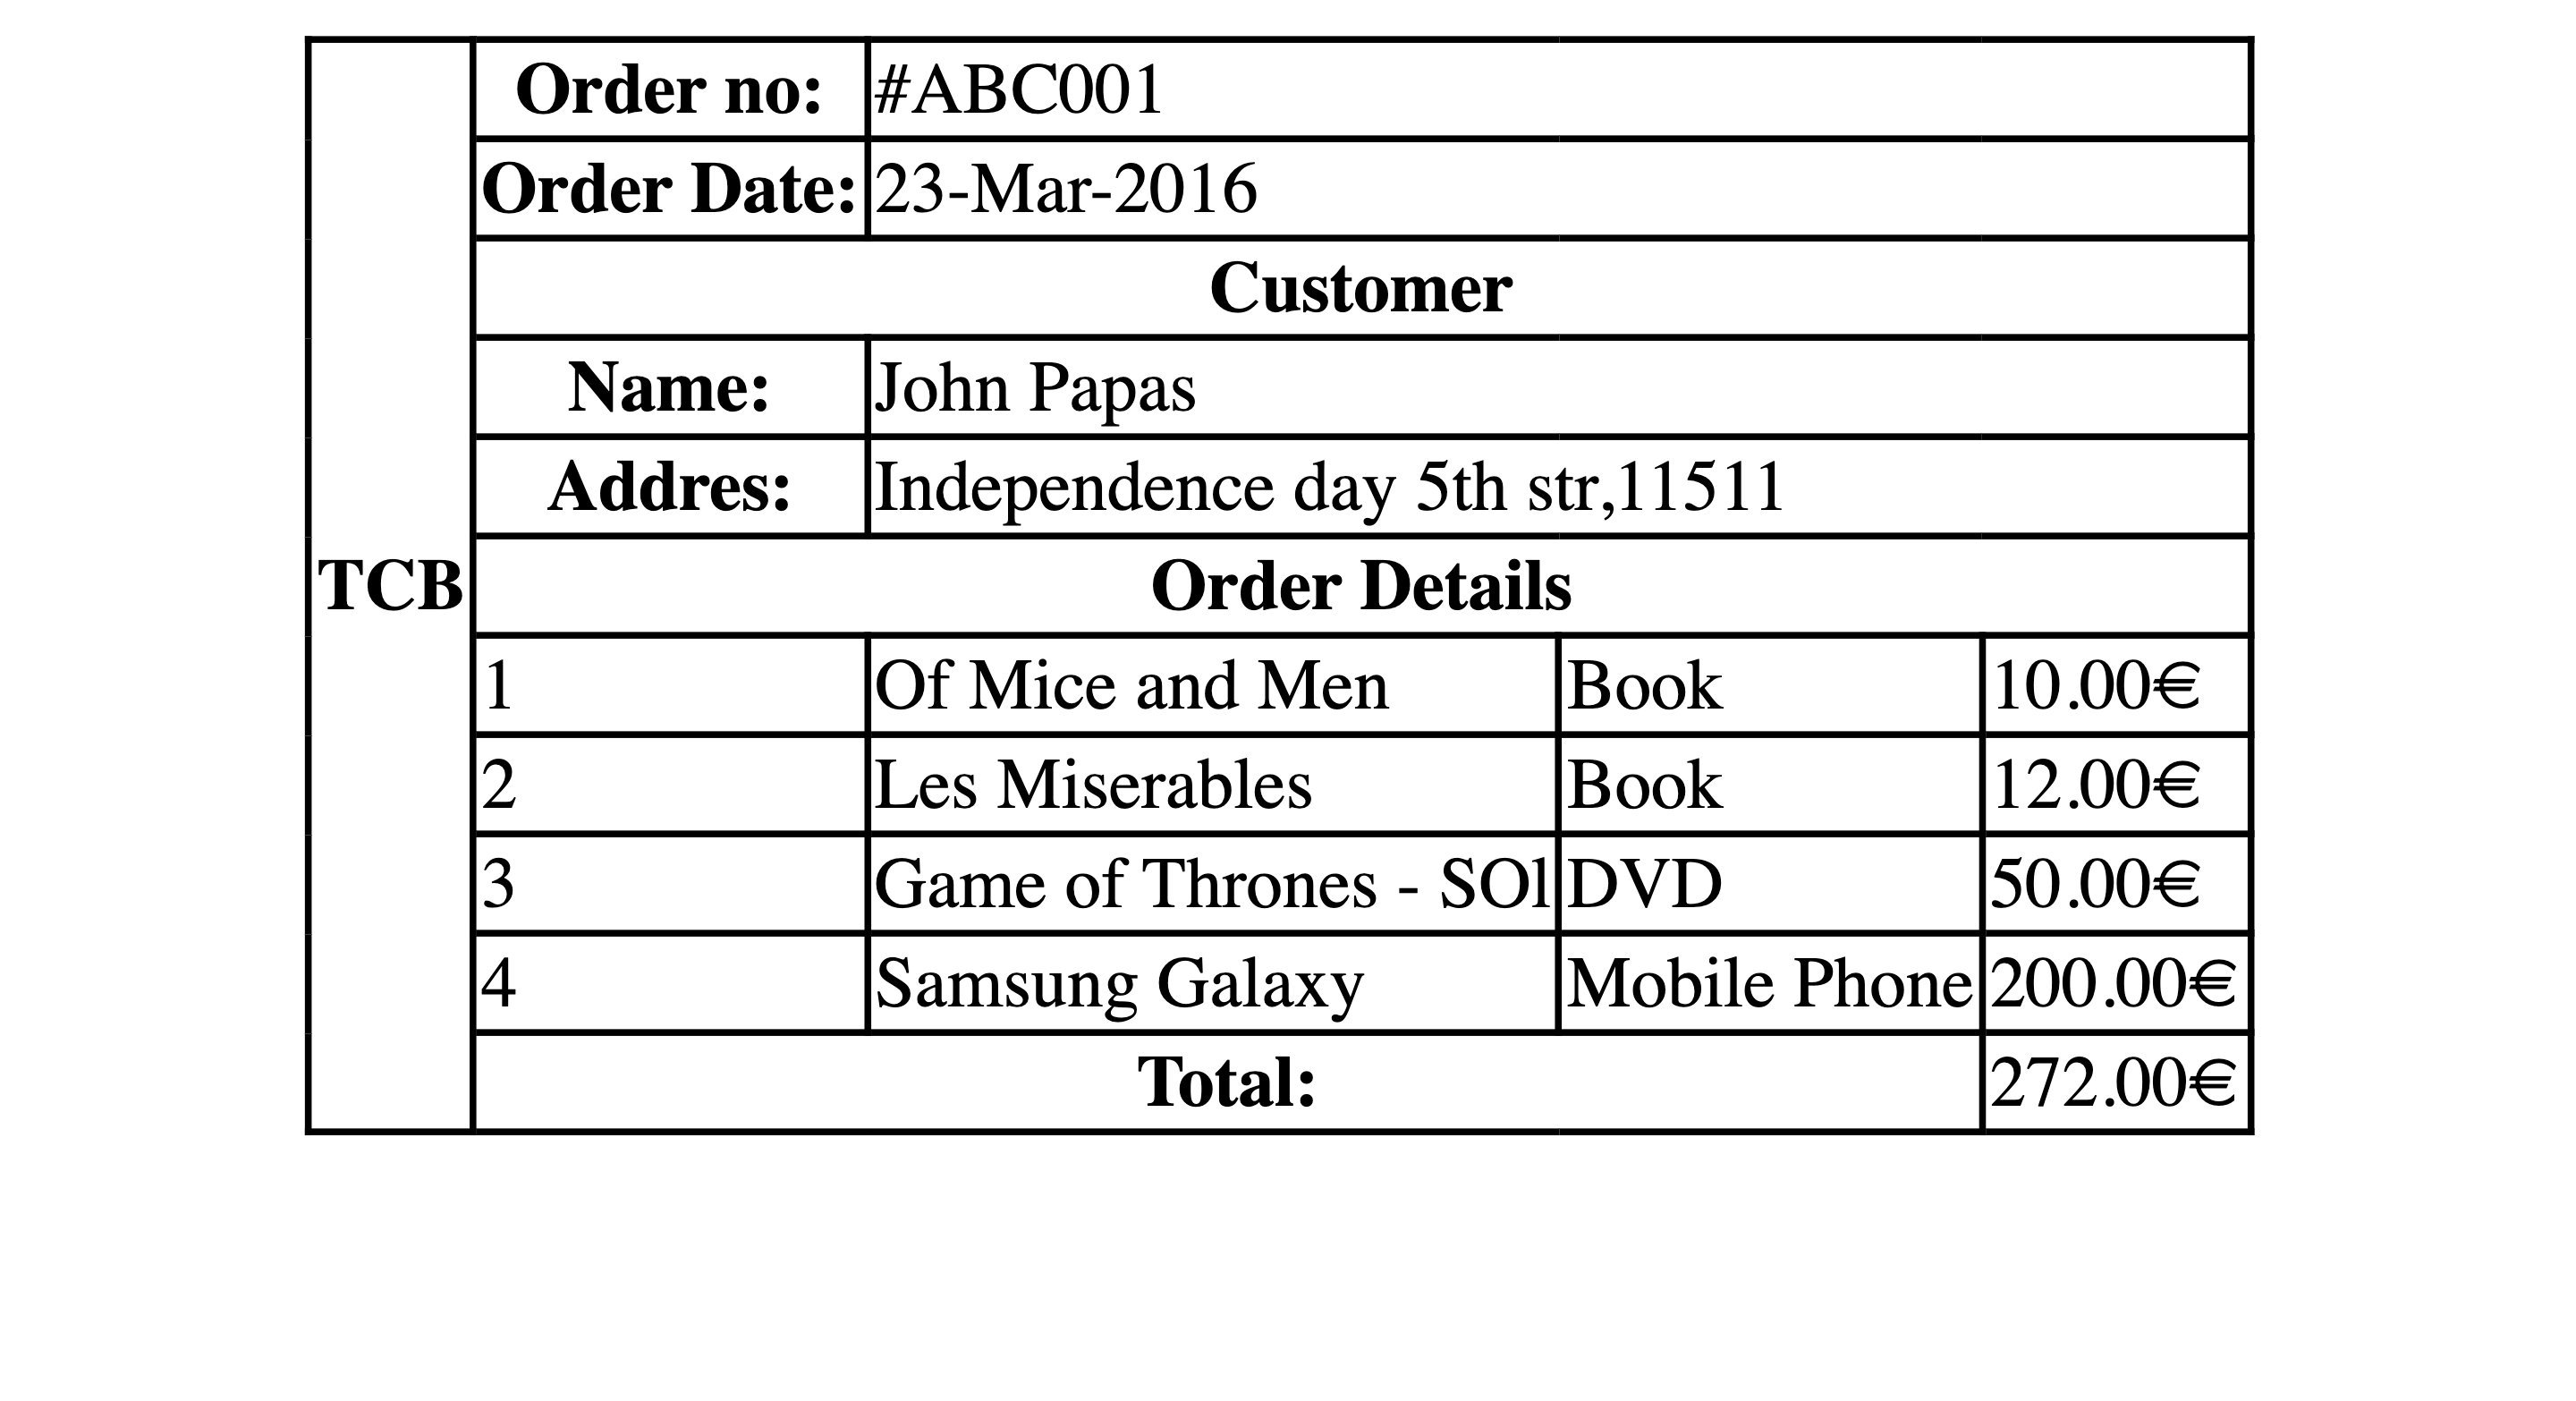 Order no: #ABC001
Order Date: 23-Mar-2016
Customer
Name: John Papas
Addres: Independence day 5th str,11511
TCB
Order Details
1 Of Mice and Men Book 10.00€
2 Les Miserables Book 12.00€
3 Game of Thrones - SOl DVD 50.00€
4 Samsung Galaxy Mobile Phone 200.00€
Total: 272.00€